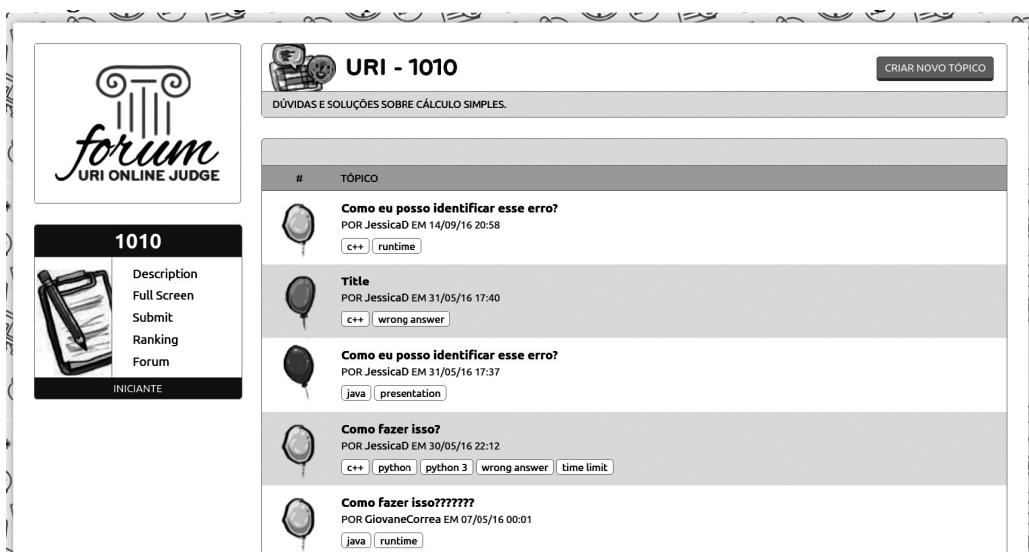 forum
URI ONLINE JUDGE
1010
Description
Full Screen
Submit
Ranking
Forum
INICIANTE
URI - 1010
CRIAR NOVO TÓPICO
DÚVIDAS E SOLUÇÕES SOBRE CÁLCULO SIMPLES.
# TÓPICO
Como eu posso identificar esse erro?
POR JessicaD EM 14/09/16 20:58
c++ runtime
Title
POR JessicaD EM 31/05/16 17:40
c++ wrong answer
Como eu posso identificar esse erro?
POR JessicaD EM 31/05/16 17:37
java presentation
Como fazer isso?
POR JessicaD EM 30/05/16 22:12
c++ python python 3 wrong answer time limit
Como fazer isso???????
POR GiovaneCorrea EM 07/05/16 00:01
java runtime